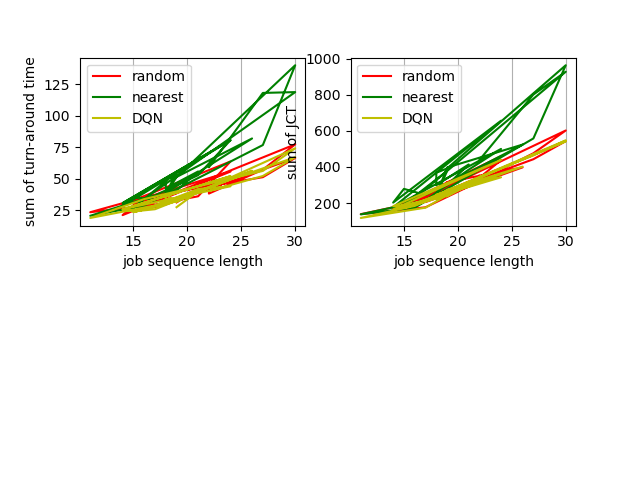 sum of turn-around time
125
100
75
50
25
random
nearest
DQN
15
20
25
30
job sequence length
sum of JCT
1000
800
600
400
200
random
nearest
DQN
15
20
25
30
job sequence length